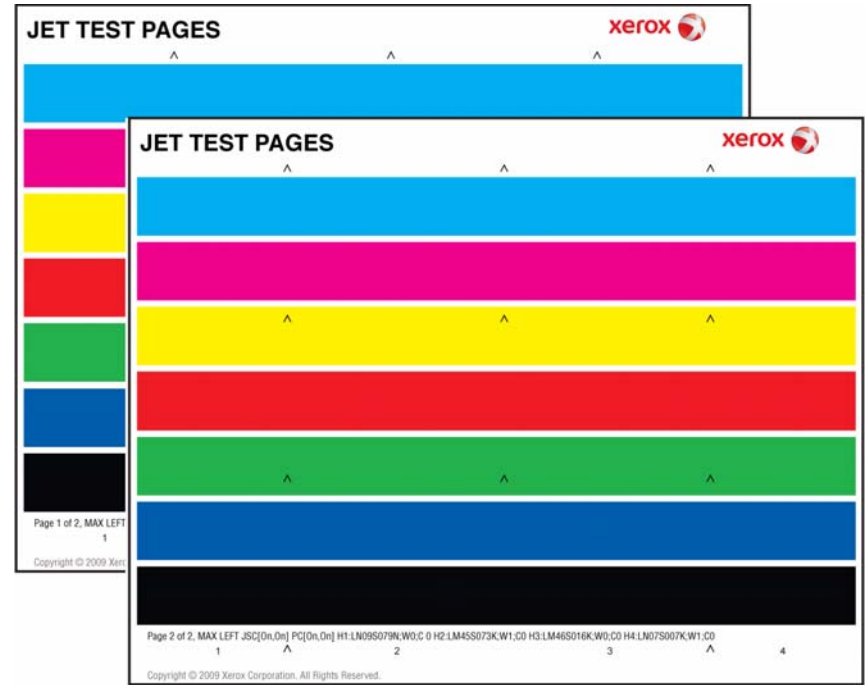 JET TEST PAGES xerox
^ ^ ^
JET TEST PAGES xerox
^ ^ ^
^ ^ ^
^ ^ ^
Page 1 of 2, MAX LEFT
1
Copyright © 2009 Xero
Page 2 of 2, MAX LEFT JSC[On,On] PC[On,On] H1:LN09S079N;W0;C 0 H2:LM45S073K;W1;C0 H3:LM46S016K;W0;C0 H4:LN07S007K;W1;C0
1 ^ 2 3 ^ 4
Copyright © 2009 Xerox Corporation. All Rights Reserved.